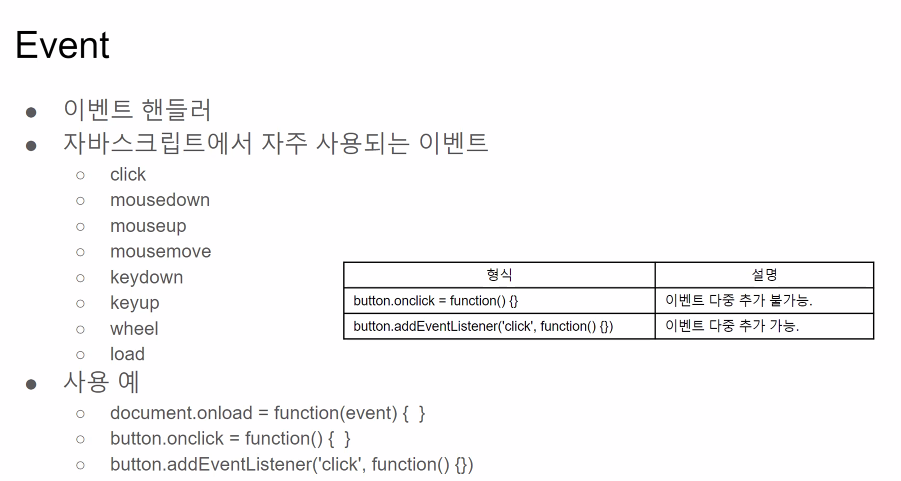 Event
● 이벤트 핸들러
● 자바스크립트에서 자주 사용되는 이벤트
○ click
○ mousedown
○ mouseup
○ mousemove
○ keydown
○ keyup
○ wheel
○ load
형식 설명
button.onclick = function() {} 이벤트 다중 추가 불가능.
button.addEventListener('click', function() {}) 이벤트 다중 추가 가능.
● 사용 예
○ document.onload = function(event) {  }
○ button.onclick = function() {  }
○ button.addEventListener('click', function() {})